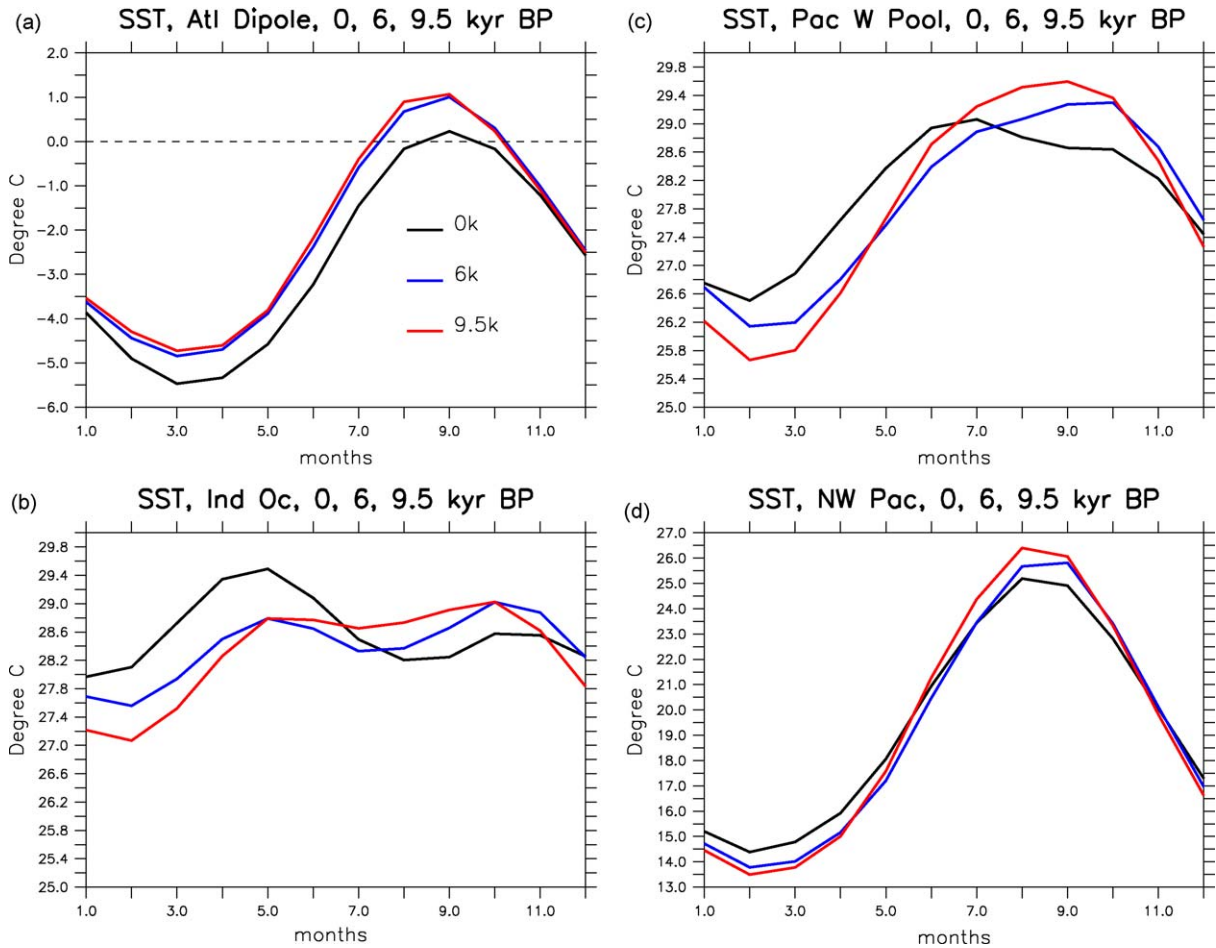 (a) SST, Atl Dipole, 0, 6, 9.5 kyr BP
Degree C
2.0
1.0
0.0
-1.0
-2.0
-3.0
-4.0
-5.0
-6.0
0k
6k
9.5k
1.0 3.0 5.0 7.0 9.0 11.0
months
(b) SST, Ind Oc, 0, 6, 9.5 kyr BP
Degree C
29.8
29.4
29.0
28.6
28.2
27.8
27.4
27.0
26.6
26.2
25.8
25.4
25.0
1.0 3.0 5.0 7.0 9.0 11.0
months
(c) SST, Pac W Pool, 0, 6, 9.5 kyr BP
Degree C
29.8
29.4
29.0
28.6
28.2
27.8
27.4
27.0
26.6
26.2
25.8
25.4
25.0
1.0 3.0 5.0 7.0 9.0 11.0
months
(d) SST, NW Pac, 0, 6, 9.5 kyr BP
Degree C
27.0
26.0
25.0
24.0
23.0
22.0
21.0
20.0
19.0
18.0
17.0
16.0
15.0
14.0
13.0
1.0 3.0 5.0 7.0 9.0 11.0
months